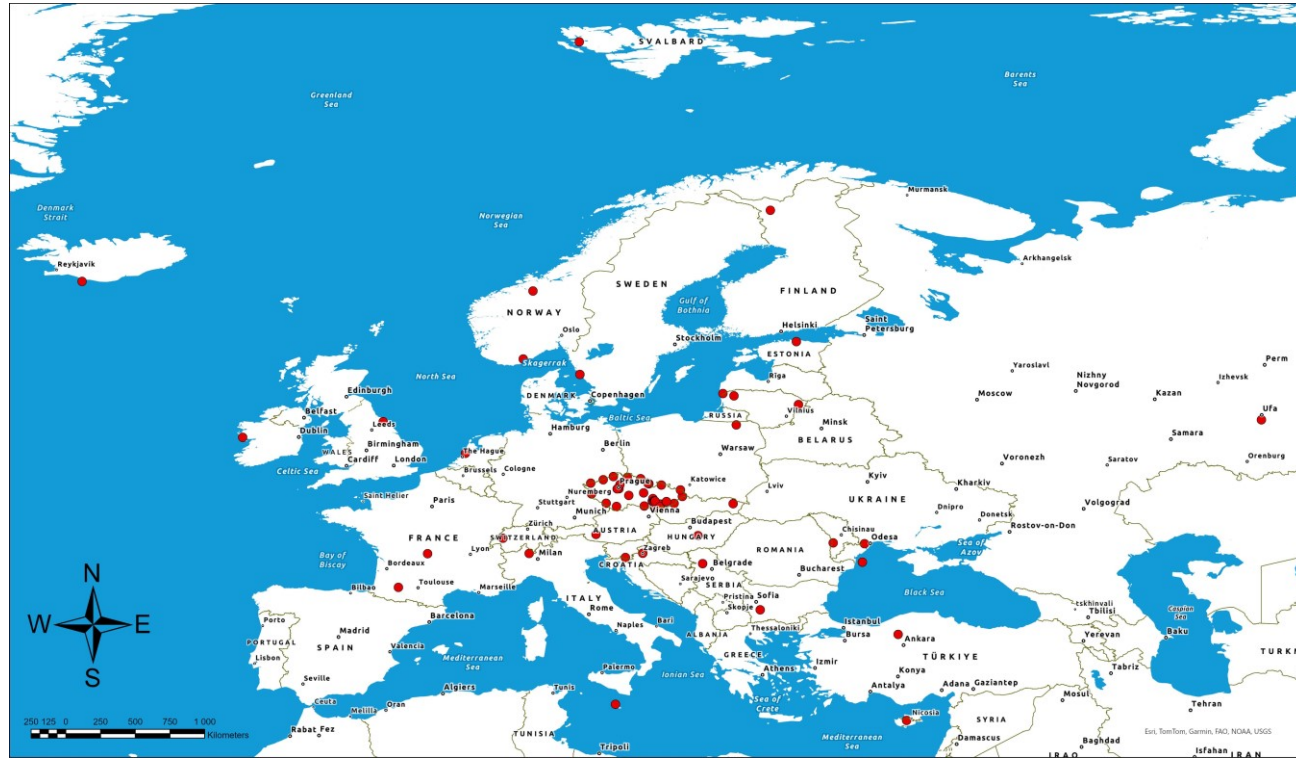 SVALBARD
Barents
Sea
Greenland
Sea
Murmansk
Denmark
Strait
Norwegian
Sea
Reykjavik
Arkhangelsk
SWEDEN
FINLAND
Gulf of
Bothnia
NORWAY
Oslo
Helsinki
Saint
Petersburg
Stockholm
ESTONIA
Perm
Skagerrak
Yaroslavl
North Sea
Rīga
Nizhny
Novgorod
Izhevsk
Edinburgh
DENMARK
Copenhagen
Moscow
Kazan
Belfast
Baltic Sea
RUSSIA
Vilnius
Ufa
Leeds
Hamburg
Minsk
Dublin
BELARUS
Samara
Birmingham
WALES
The Hague
Berlin
Warsaw
Cardiff
London
Voronezh
Orenburg
Celtic Sea
Brussels
Cologne
Saratov
Prague
Katowice
Kyiv
Lviv
Kharkiv
Saint Helier
Nuremberg
Paris
Stuttgart
UKRAINE
Volgograd
Munich
Vienna
Dnipro
Donetsk
Zürich
Budapest
Rostov-on-Don
AUSTRIA
Chisinau
FRANCE
SWITZERLAND
HUNGARY
Odesa
Sea of
Azov
Lyon
Milan
Zagreb
ROMANIA
Bay of
Biscay
Bordeaux
CROATIA
Belgrade
Bucharest
Toulouse
Sarajevo
SERBIA
Bilbao
Marseille
Black Sea
N
ITALY
Pristina
Sofia
Caspian
Sea
Rome
Skopje
tskhinvali
Tbilisi
Porto
Barcelona
Istanbul
W
E
Naples
Bari
Thessaloniki
Madrid
ALBANIA
Bursa
Ankara
Yerevan
Baku
PORTUGAL
SPAIN
Valencia
GREECE
TÜRKIYE
TURKM
Lisbon
Mediterranean
Sea
Palermo
Ionian Sea
Athens
Izmir
Konya
Tabriz
S
Seville
Algiers
Tunis
Antalya
Adana
Gaziantep
Mosul
Ceuta
Sea of
Crete
Melilla
Oran
Nicosia
Tehran
250 125 0 250 500 750 1 000
Kilometers
Rabat
Fez
TUNISIA
Mediterranean
Sea
SYRIA
Damascus
Tripoli
Baghdad
IRAQ
Isfahan
IRAN
Esri, TomTom, Garmin, FAO, NOAA, USGS